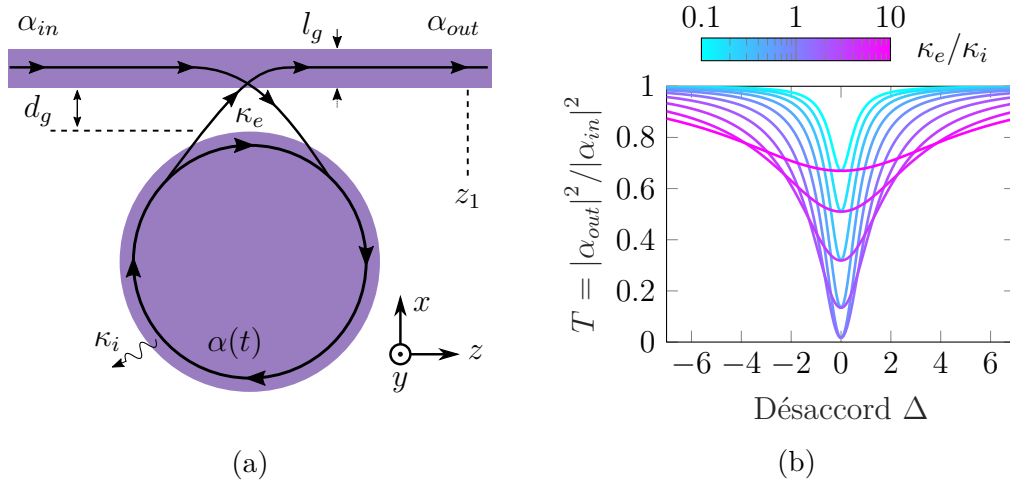 α_in
l_g
α_out
d_g
κ_e
z_1
κ_i
α(t)
x
z
y
(a)
0.1 1 10
κ_e/κ_i
T = |α_out|²/|α_in|²
1
0.8
0.6
0.4
0.2
0
−6 −4 −2 0 2 4 6
Désaccord Δ
(b)